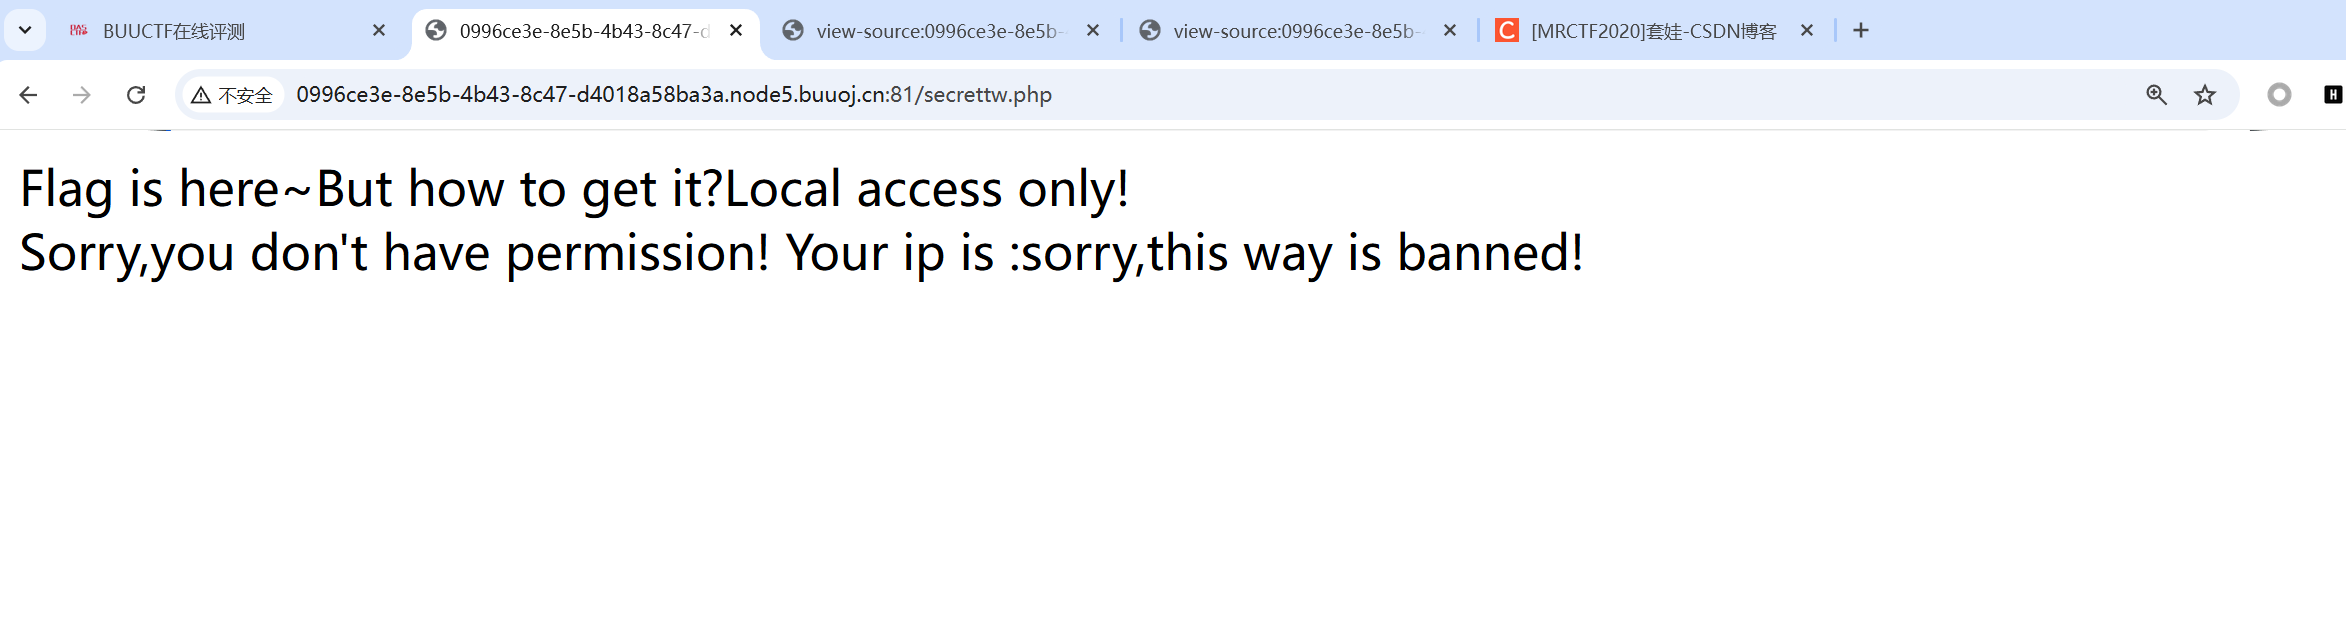 BUUCTF在线评测
0996ce3e-8e5b-4b43-8c47-d
view-source:0996ce3e-8e5b-
view-source:0996ce3e-8e5b-
[MRCTF2020]套娃-CSDN博客
不安全 0996ce3e-8e5b-4b43-8c47-d4018a58ba3a.node5.buuoj.cn:81/secrettw.php
Flag is here~But how to get it?Local access only!
Sorry,you don't have permission! Your ip is :sorry,this way is banned!